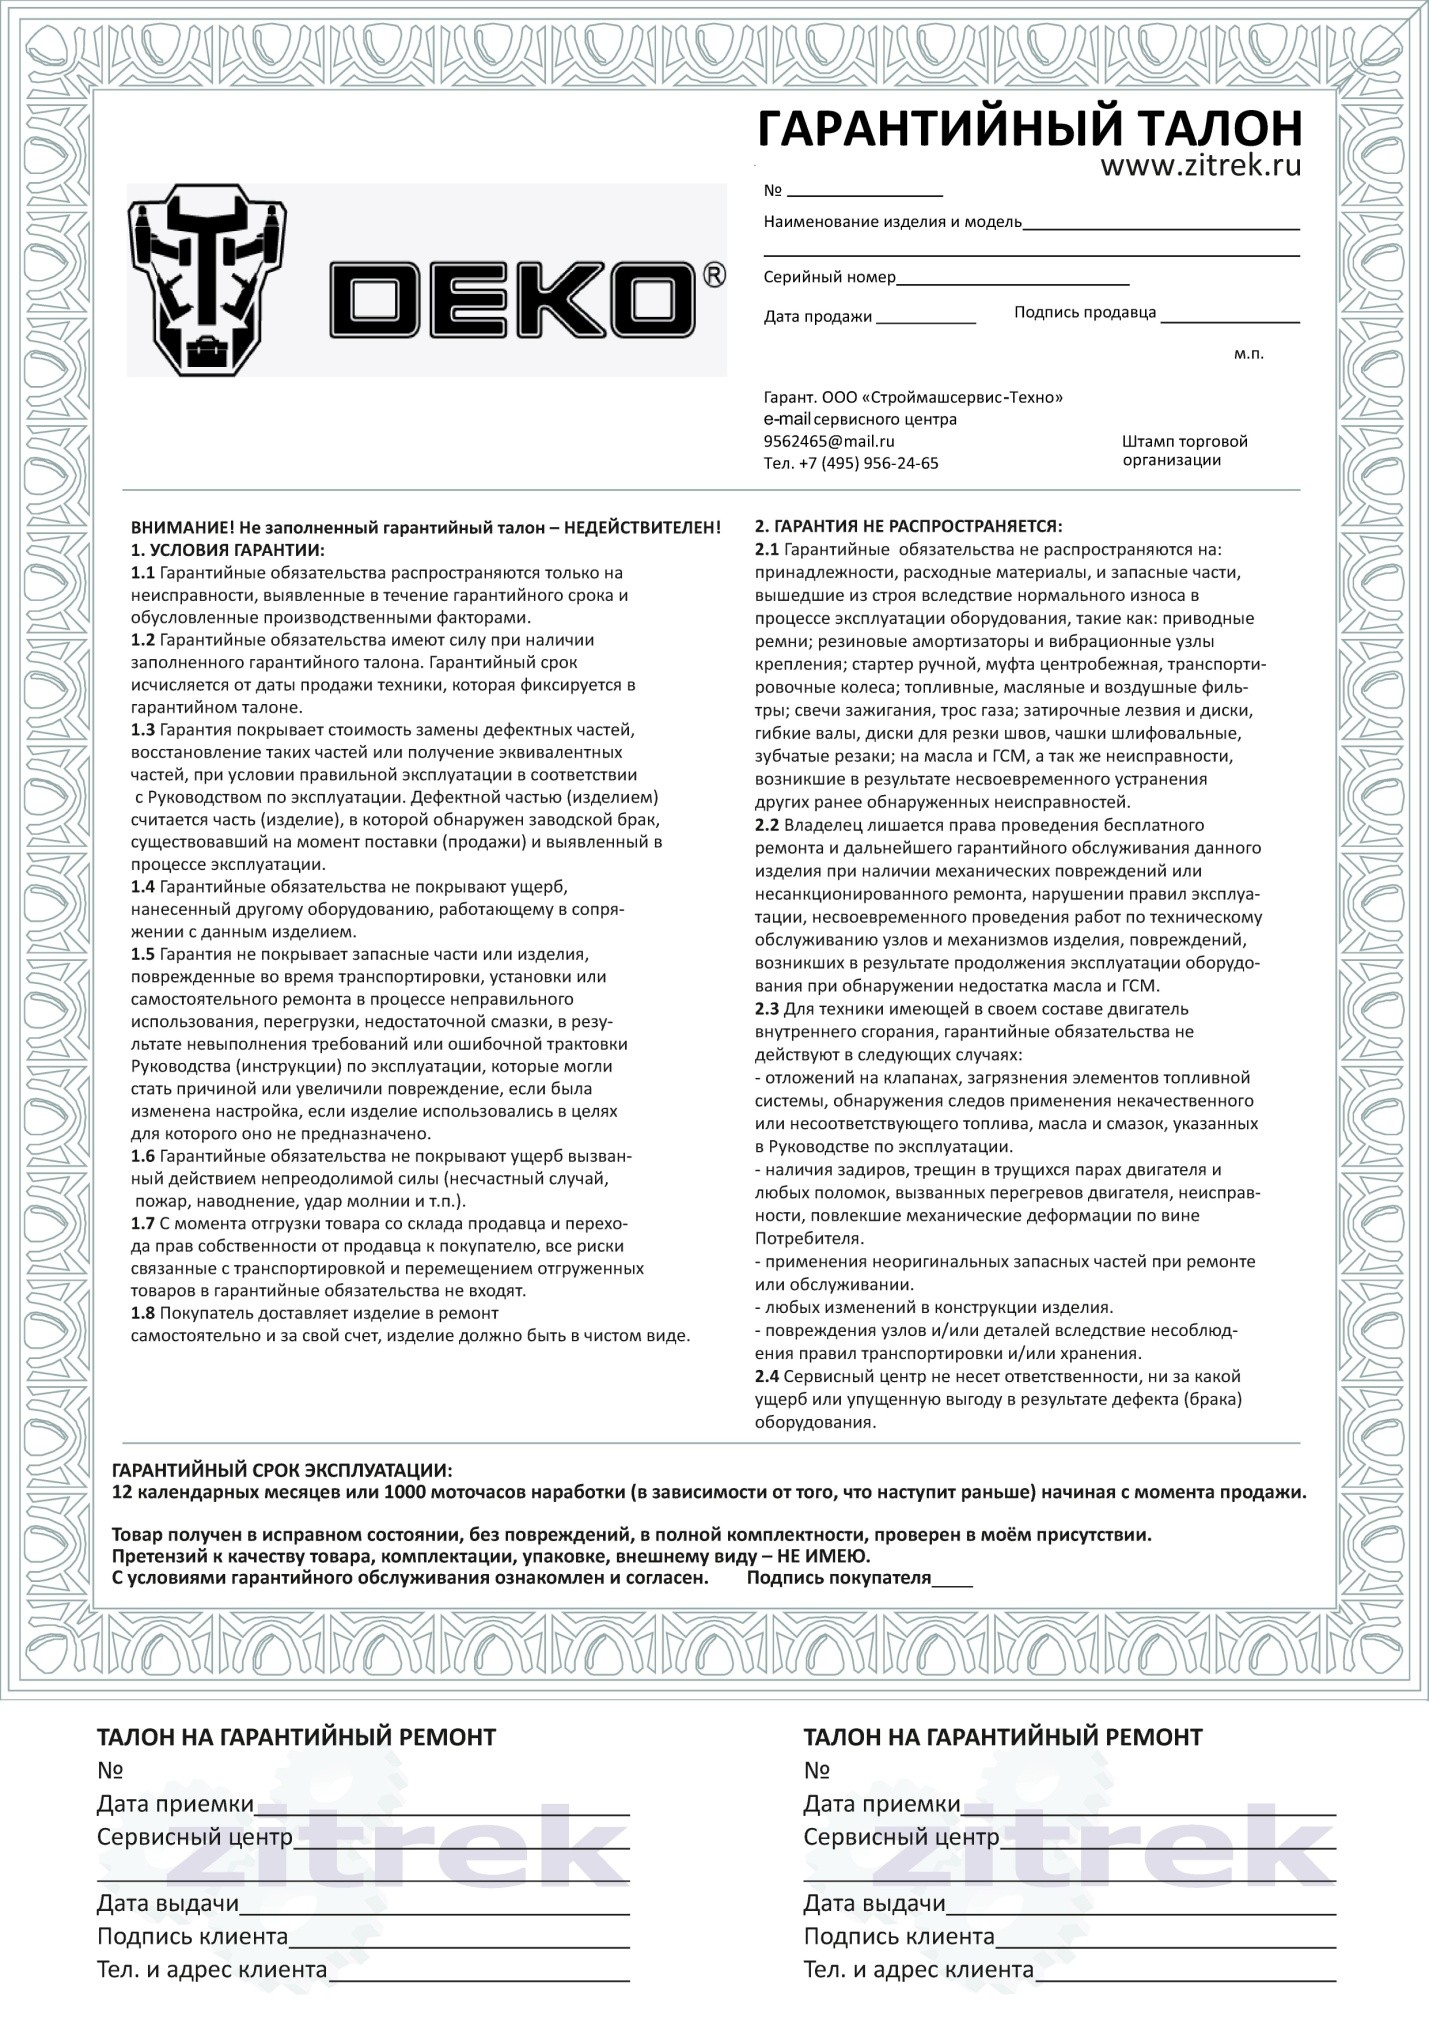 ГАРАНТИЙНЫЙ ТАЛОН
www.zitrek.ru
DEKO®
№
Наименование изделия и модель
Серийный номер
Дата продажи
Подпись продавца
м.п.
Гарант. ООО «Строймашсервис-Техно»
e-mail сервисного центра
9562465@mail.ru
Тел. +7 (495) 956-24-65
Штамп торговой
организации
ВНИМАНИЕ! Не заполненный гарантийный талон – НЕДЕЙСТВИТЕЛЕН!
1. УСЛОВИЯ ГАРАНТИИ:
1.1 Гарантийные обязательства распространяются только на
неисправности, выявленные в течение гарантийного срока и
обусловленные производственными факторами.
1.2 Гарантийные обязательства имеют силу при наличии
заполненного гарантийного талона. Гарантийный срок
исчисляется от даты продажи техники, которая фиксируется в
гарантийном талоне.
1.3 Гарантия покрывает стоимость замены дефектных частей,
восстановление таких частей или получение эквивалентных
частей, при условии правильной эксплуатации в соответствии
с Руководством по эксплуатации. Дефектной частью (изделием)
считается часть (изделие), в которой обнаружен заводской брак,
существовавший на момент поставки (продажи) и выявленный в
процессе эксплуатации.
1.4 Гарантийные обязательства не покрывают ущерб,
нанесенный другому оборудованию, работающему в сопря-
жении с данным изделием.
1.5 Гарантия не покрывает запасные части или изделия,
поврежденные во время транспортировки, установки или
самостоятельного ремонта в процессе неправильного
использования, перегрузки, недостаточной смазки, в резу-
льтате невыполнения требований или ошибочной трактовки
Руководства (инструкции) по эксплуатации, которые могли
стать причиной или увеличили повреждение, если была
изменена настройка, если изделие использовались в целях
для которого оно не предназначено.
1.6 Гарантийные обязательства не покрывают ущерб вызван-
ный действием непреодолимой силы (несчастный случай,
пожар, наводнение, удар молнии и т.п.).
1.7 С момента отгрузки товара со склада продавца и перехо-
да прав собственности от продавца к покупателю, все риски
связанные с транспортировкой и перемещением отгруженных
товаров в гарантийные обязательства не входят.
1.8 Покупатель доставляет изделие в ремонт
самостоятельно и за свой счет, изделие должно быть в чистом виде.
2. ГАРАНТИЯ НЕ РАСПРОСТРАНЯЕТСЯ:
2.1 Гарантийные обязательства не распространяются на:
принадлежности, расходные материалы, и запасные части,
вышедшие из строя вследствие нормального износа в
процессе эксплуатации оборудования, такие как: приводные
ремни; резиновые амортизаторы и вибрационные узлы
крепления; стартер ручной, муфта центробежная, транспорти-
ровочные колеса; топливные, масляные и воздушные филь-
тры; свечи зажигания, трос газа; затирочные лезвия и диски,
гибкие валы, диски для резки швов, чашки шлифовальные,
зубчатые резаки; на масла и ГСМ, а так же неисправности,
возникшие в результате несвоевременного устранения
других ранее обнаруженных неисправностей.
2.2 Владелец лишается права проведения бесплатного
ремонта и дальнейшего гарантийного обслуживания данного
изделия при наличии механических повреждений или
несанкционированного ремонта, нарушении правил эксплуа-
тации, несвоевременного проведения работ по техническому
обслуживанию узлов и механизмов изделия, повреждений,
возникших в результате продолжения эксплуатации оборудо-
вания при обнаружении недостатка масла и ГСМ.
2.3 Для техники имеющей в своем составе двигатель
внутреннего сгорания, гарантийные обязательства не
действуют в следующих случаях:
- отложений на клапанах, загрязнения элементов топливной
системы, обнаружения следов применения некачественного
или несоответствующего топлива, масла и смазок, указанных
в Руководстве по эксплуатации.
- наличия задиров, трещин в трущихся парах двигателя и
любых поломок, вызванных перегревов двигателя, неисправ-
ности, повлекшие механические деформации по вине
Потребителя.
- применения неоригинальных запасных частей при ремонте
или обслуживании.
- любых изменений в конструкции изделия.
- повреждения узлов и/или деталей вследствие несоблюд-
ения правил транспортировки и/или хранения.
2.4 Сервисный центр не несет ответственности, ни за какой
ущерб или упущенную выгоду в результате дефекта (брака)
оборудования.
ГАРАНТИЙНЫЙ СРОК ЭКСПЛУАТАЦИИ:
12 календарных месяцев или 1000 моточасов наработки (в зависимости от того, что наступит раньше) начиная с момента продажи.
Товар получен в исправном состоянии, без повреждений, в полной комплектности, проверен в моём присутствии.
Претензий к качеству товара, комплектации, упаковке, внешнему виду – НЕ ИМЕЮ.
С условиями гарантийного обслуживания ознакомлен и согласен. Подпись покупателя____
ТАЛОН НА ГАРАНТИЙНЫЙ РЕМОНТ
№
Дата приемки
Сервисный центр
zitrek
Дата выдачи
Подпись клиента
Тел. и адрес клиента
ТАЛОН НА ГАРАНТИЙНЫЙ РЕМОНТ
№
Дата приемки
Сервисный центр
zitrek
Дата выдачи
Подпись клиента
Тел. и адрес клиента